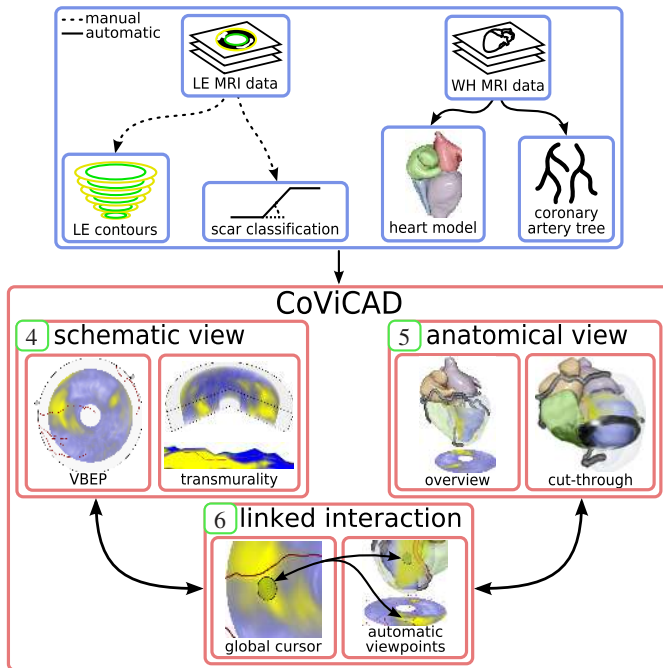 manual
automatic
LE MRI data
WH MRI data
LE contours
scar classification
heart model
coronary
artery tree
CoViCAD
4 schematic view
5 anatomical view
VBEP
transmurality
overview
cut-through
6 linked interaction
global cursor
automatic
viewpoints